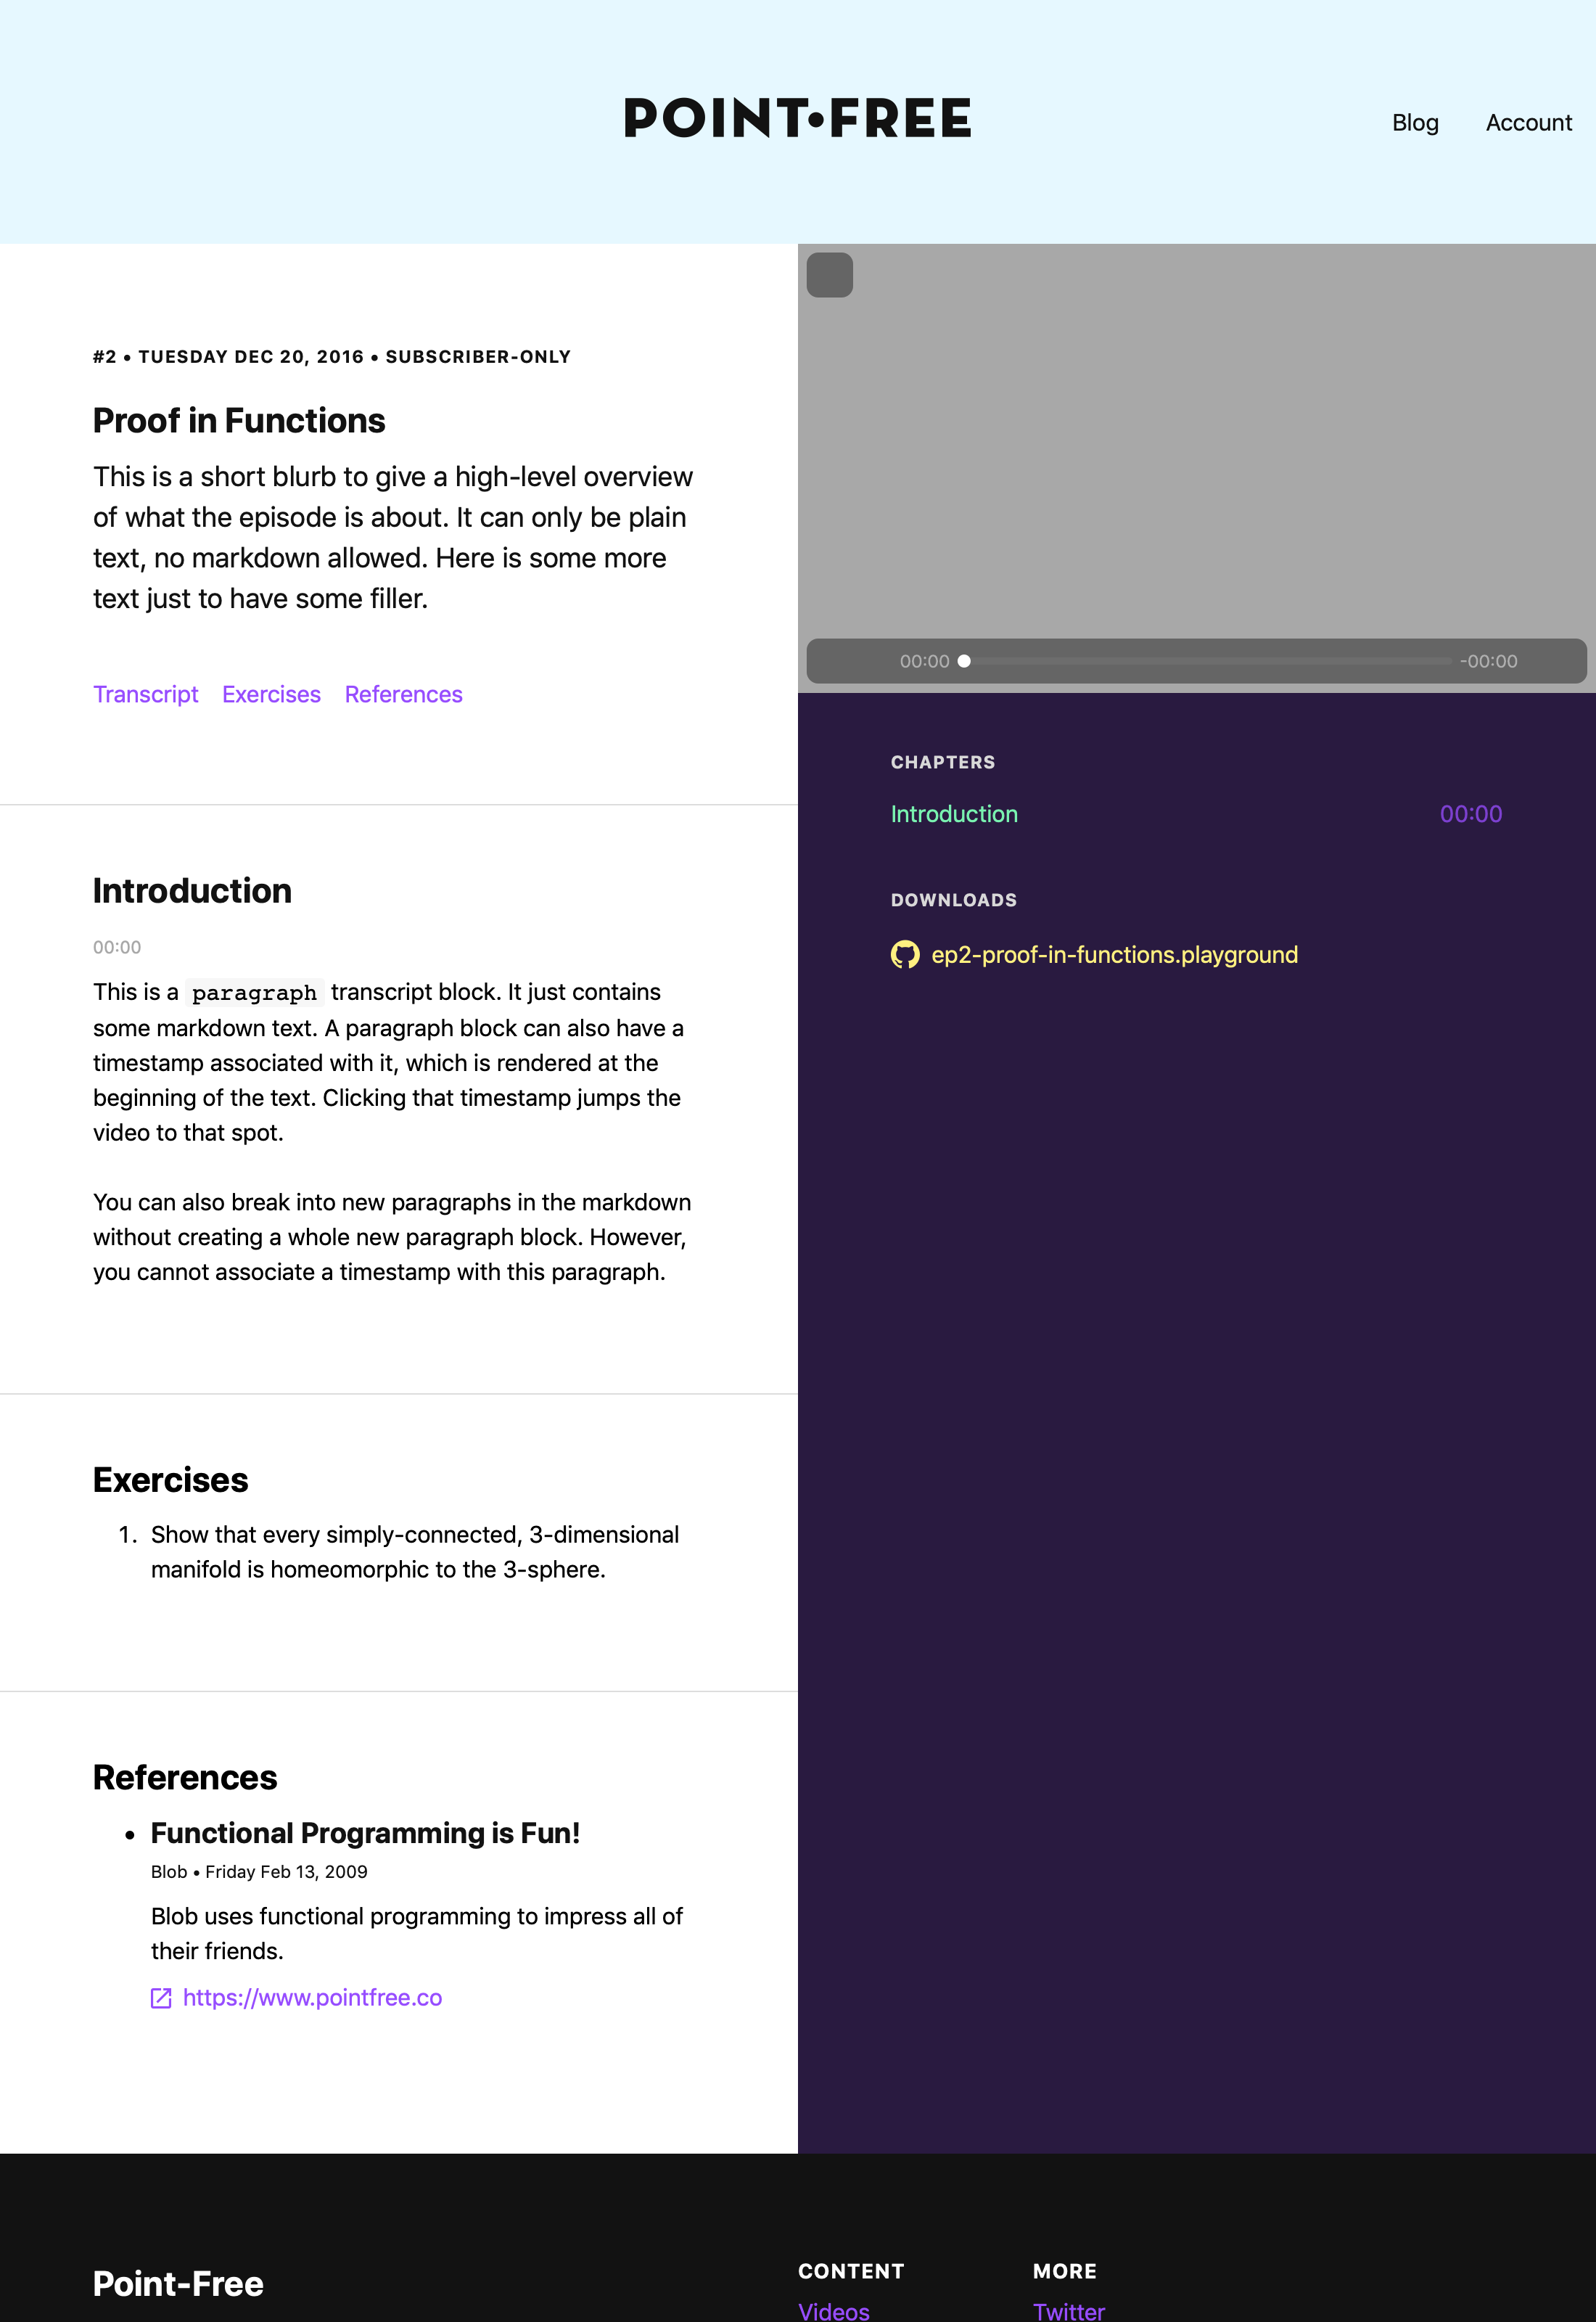 POINT•FREE
Blog
Account
#2 • TUESDAY DEC 20, 2016 • SUBSCRIBER-ONLY
Proof in Functions
This is a short blurb to give a high-level overview
of what the episode is about. It can only be plain
text, no markdown allowed. Here is some more
text just to have some filler.
Transcript
Exercises
References
00:00
-00:00
CHAPTERS
Introduction
00:00
DOWNLOADS
ep2-proof-in-functions.playground
Introduction
00:00
This is a paragraph transcript block. It just contains
some markdown text. A paragraph block can also have a
timestamp associated with it, which is rendered at the
beginning of the text. Clicking that timestamp jumps the
video to that spot.
You can also break into new paragraphs in the markdown
without creating a whole new paragraph block. However,
you cannot associate a timestamp with this paragraph.
Exercises
1. Show that every simply-connected, 3-dimensional
manifold is homeomorphic to the 3-sphere.
References
• Functional Programming is Fun!
Blob • Friday Feb 13, 2009
Blob uses functional programming to impress all of
their friends.
https://www.pointfree.co
Point-Free
CONTENT
Videos
MORE
Twitter